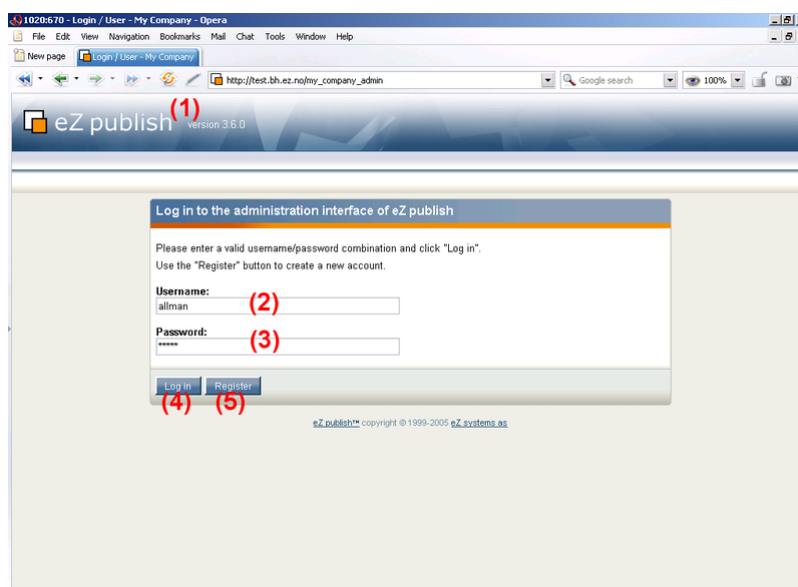 1020:670 - Login / User - My Company - Opera
File Edit View Navigation Bookmarks Mail Chat Tools Window Help
New page Login / User - My Company
http://test.bh.ez.no/my_company_admin Google search 100%
(1)
eZ publish version 3.6.0
Log in to the administration interface of eZ publish
Please enter a valid username/password combination and click "Log in".
Use the "Register" button to create a new account.
Username:
allman (2)
Password:
***** (3)
Log in Register
(4) (5)
eZ publish™ copyright © 1999-2005 eZ systems as